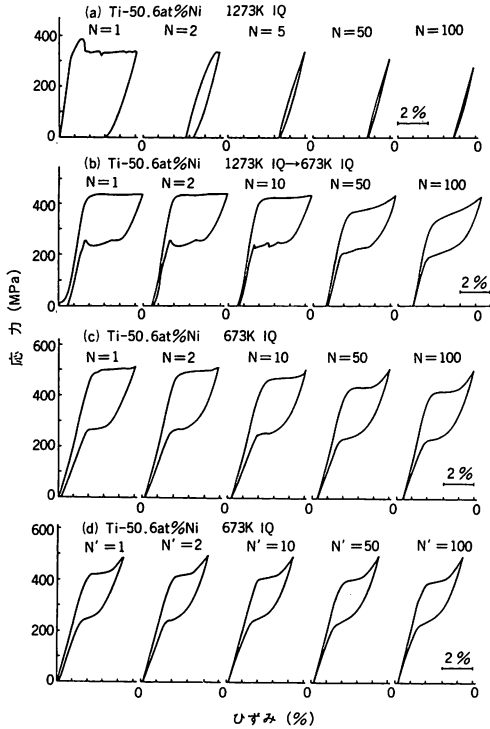 (a) Ti-50.6at%Ni 1273K IQ
N=1 N=2 N=5 N=50 N=100
400
200
0
2%
0 0 0 0 0
(b) Ti-50.6at%Ni 1273K IQ→673K IQ
N=1 N=2 N=10 N=50 N=100
400
200
0
2%
0 0 0 0 0
応力 (MPa)
(c) Ti-50.6at%Ni 673K IQ
600
N=1 N=2 N=10 N=50 N=100
400
200
0
2%
0 0 0 0 0
(d) Ti-50.6at%Ni 673K IQ
600
N'=1 N'=2 N'=10 N'=50 N'=100
400
200
0
2%
0 0 0 0 0
ひずみ (%)